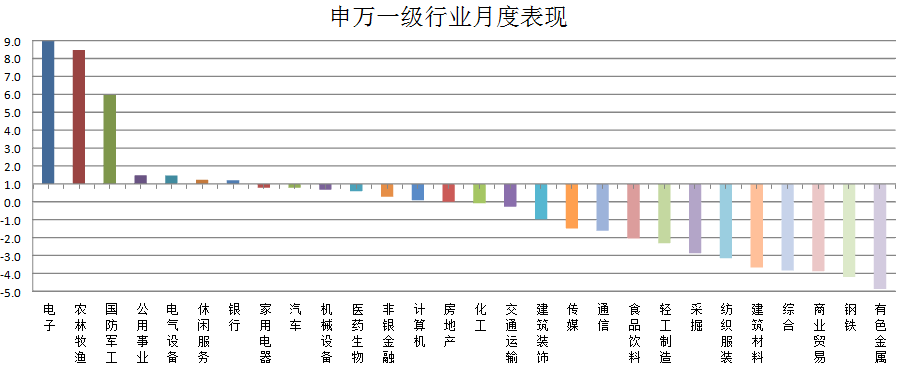 申万一级行业月度表现
9.0
8.0
7.0
6.0
5.0
4.0
3.0
2.0
1.0
0.0
-1.0
-2.0
-3.0
-4.0
-5.0
电子
农林牧渔
国防军工
公用事业
电气设备
休闲服务
银行
家用电器
汽车
机械设备
医药生物
非银金融
计算机
房地产
化工
交通运输
建筑装饰
传媒
通信
食品饮料
轻工制造
采掘
纺织服装
建筑材料
综合
商业贸易
钢铁
有色金属